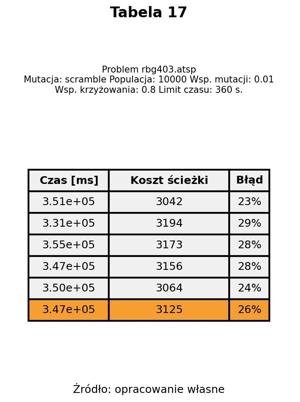 Tabela 17
Problem rbg403.atsp
Mutacja: scramble Populacja: 10000 Wsp. mutacji: 0.01
Wsp. krzyżowania: 0.8 Limit czasu: 360 s.
Czas [ms] Koszt ścieżki Błąd
3.51e+05 3042 23%
3.31e+05 3194 29%
3.55e+05 3173 28%
3.47e+05 3156 28%
3.50e+05 3064 24%
3.47e+05 3125 26%
Żródło: opracowanie własne